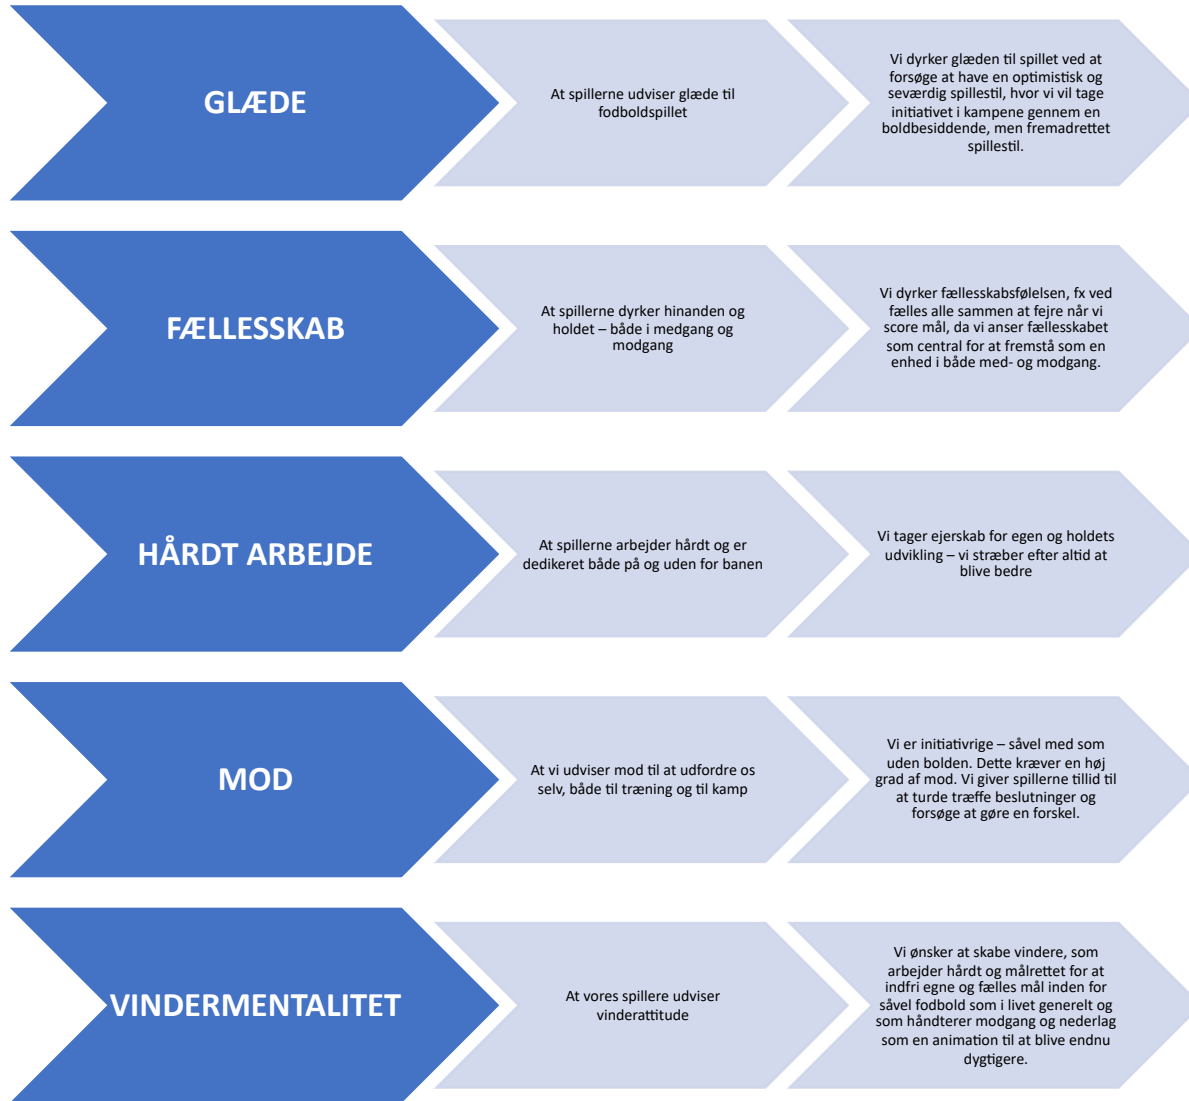 GLÆDE
At spillerne udviser glæde til
fodboldspillet
Vi dyrker glæden til spillet ved at
forsøge at have en optimistisk og
seværdig spillestil, hvor vi vil tage
initiativet i kampene gennem en
boldbesiddende, men fremadrettet
spillestil.
FÆLLESSKAB
At spillerne dyrker hinanden og
holdet – både i medgang og
modgang
Vi dyrker fællesskabsfølelsen, fx ved
fælles alle sammen at fejre når vi
score mål, da vi anser fællesskabet
som central for at fremstå som en
enhed i både med- og modgang.
HÅRDT ARBEJDE
At spillerne arbejder hårdt og er
dedikeret både på og uden for banen
Vi tager ejerskab for egen og holdets
udvikling – vi stræber efter altid at
blive bedre
MOD
At vi udviser mod til at udfordre os
selv, både til træning og til kamp
Vi er initiativrige – såvel med som
uden bolden. Dette kræver en høj
grad af mod. Vi giver spillerne tillid til
at turde træffe beslutninger og
forsøge at gøre en forskel.
VINDERMENTALITET
At vores spillere udviser
vinderattitude
Vi ønsker at skabe vindere, som
arbejder hårdt og målrettet for at
indfri egne og fælles mål inden for
såvel fodbold som i livet generelt og
som håndterer modgang og nederlag
som en animation til at blive endnu
dygtigere.